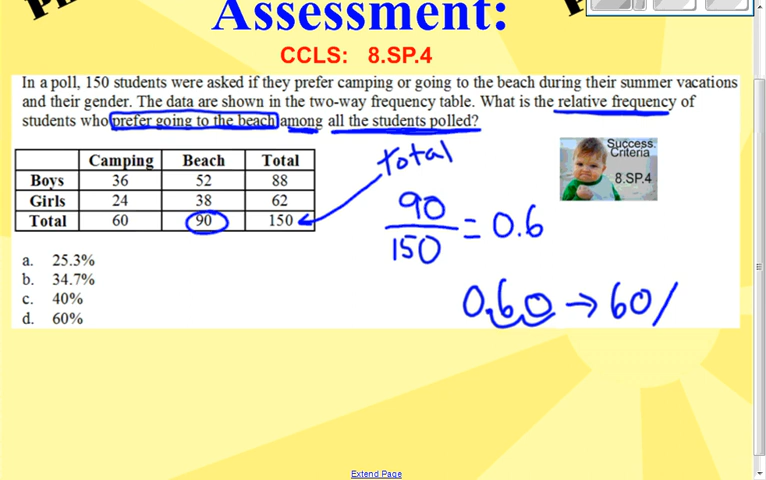 Assessment:
CCLS: 8.SP.4
In a poll, 150 students were asked if they prefer camping or going to the beach during their summer vacations
and their gender. The data are shown in the two-way frequency table. What is the relative frequency of
students who prefer going to the beach among all the students polled?
Camping Beach Total
Boys 36 52 88
Girls 24 38 62
Total 60 90 150
total
90/150 = 0.6
0.60 → 60/
Success
Criteria
8.SP.4
a. 25.3%
b. 34.7%
c. 40%
d. 60%
Extend Page